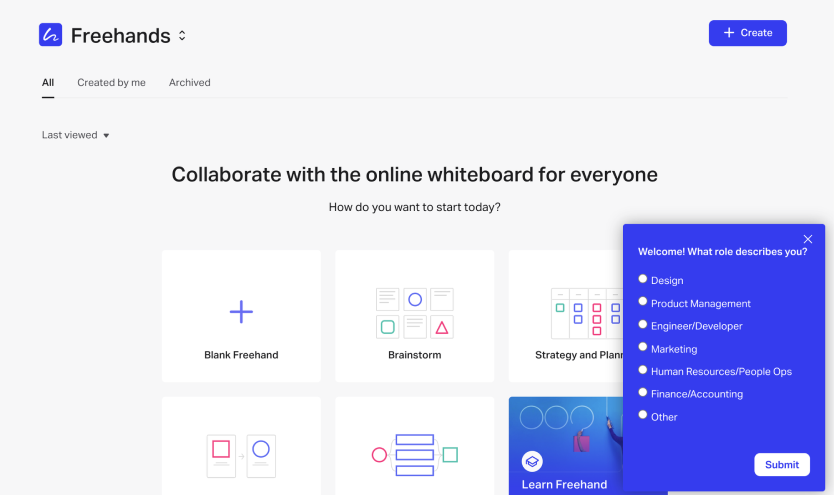 Freehands
+ Create
All
Created by me
Archived
Last viewed
Collaborate with the online whiteboard for everyone
How do you want to start today?
Blank Freehand
Brainstorm
Strategy and
Learn Freehand
Welcome! What role describes you?
Design
Product Management
Engineer/Developer
Marketing
Human Resources/People Ops
Finance/Accounting
Other
Submit